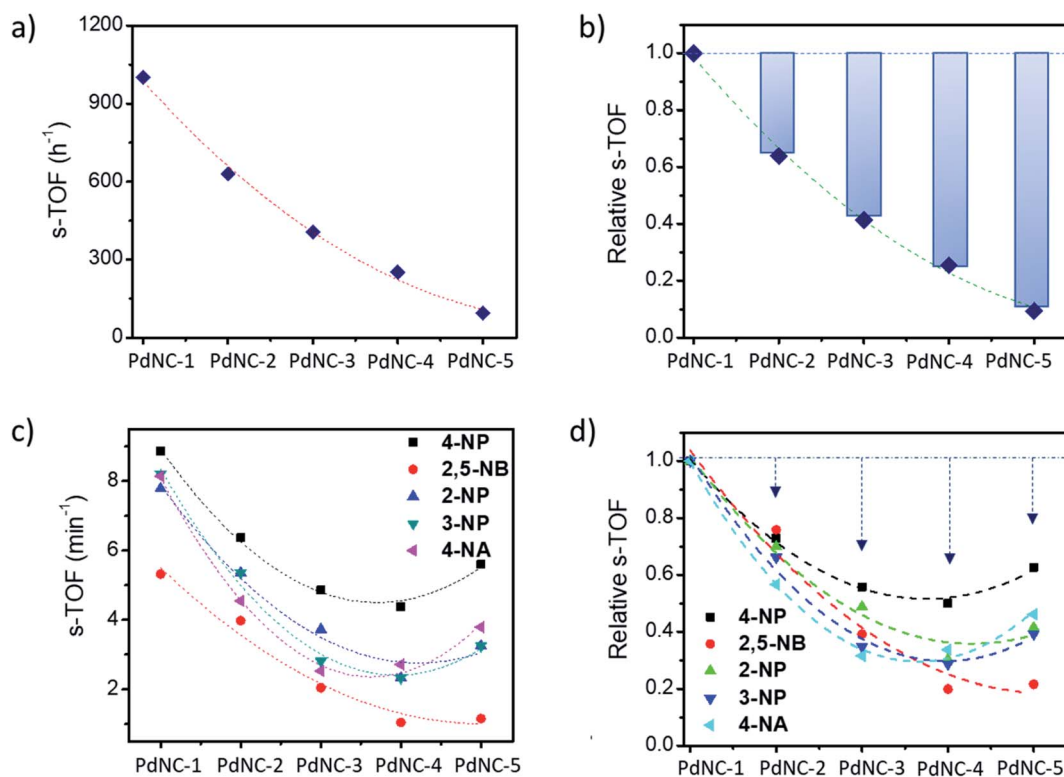 a)
s-TOF (h⁻¹)
1200
900
600
300
0
PdNC-1 PdNC-2 PdNC-3 PdNC-4 PdNC-5
b)
Relative s-TOF
1.0
0.8
0.6
0.4
0.2
0.0
PdNC-1 PdNC-2 PdNC-3 PdNC-4 PdNC-5
c)
s-TOF (min⁻¹)
8
6
4
2
4-NP
2,5-NB
2-NP
3-NP
4-NA
PdNC-1 PdNC-2 PdNC-3 PdNC-4 PdNC-5
d)
Relative s-TOF
1.0
0.8
0.6
0.4
0.2
0.0
4-NP
2,5-NB
2-NP
3-NP
4-NA
PdNC-1 PdNC-2 PdNC-3 PdNC-4 PdNC-5